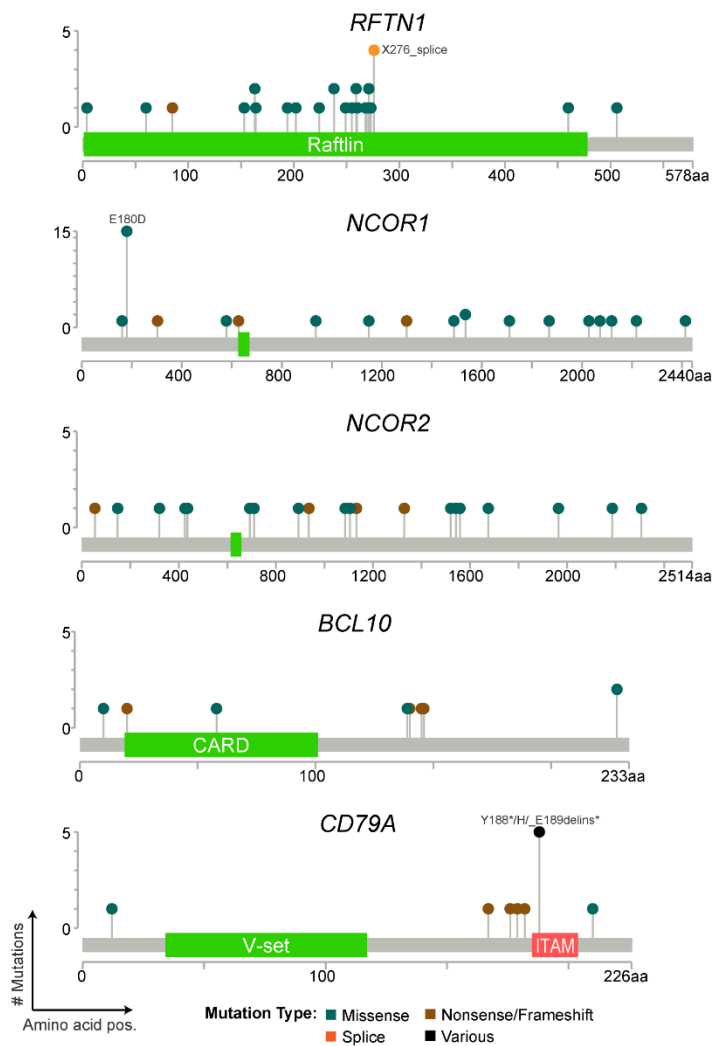 RFTN1
5
X276_splice
0
Raftlin
0 100 200 300 400 500 578aa
NCOR1
15
E180D
0
0 400 800 1200 1600 2000 2440aa
NCOR2
5
0
0 400 800 1200 1600 2000 2514aa
BCL10
5
0
CARD
0 100 233aa
CD79A
Y188*/H/_E189delins*
5
0
V-set ITAM
0 100 226aa
# Mutations
Amino acid pos.
Mutation Type: Missense Nonsense/Frameshift
Splice Various